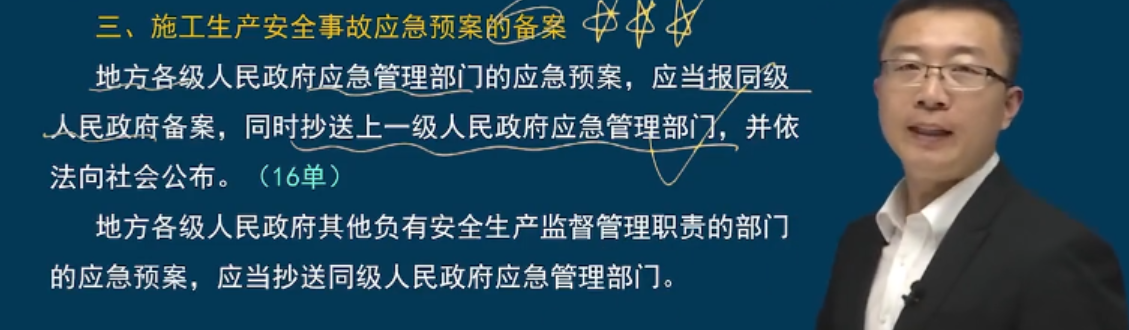 三、施工生产安全事故应急预案的备案
地方各级人民政府应急管理部门的应急预案，应当报同级
人民政府备案，同时抄送上一级人民政府应急管理部门，并依
法向社会公布。（16单）
地方各级人民政府其他负有安全生产监督管理职责的部门
的应急预案，应当抄送同级人民政府应急管理部门。